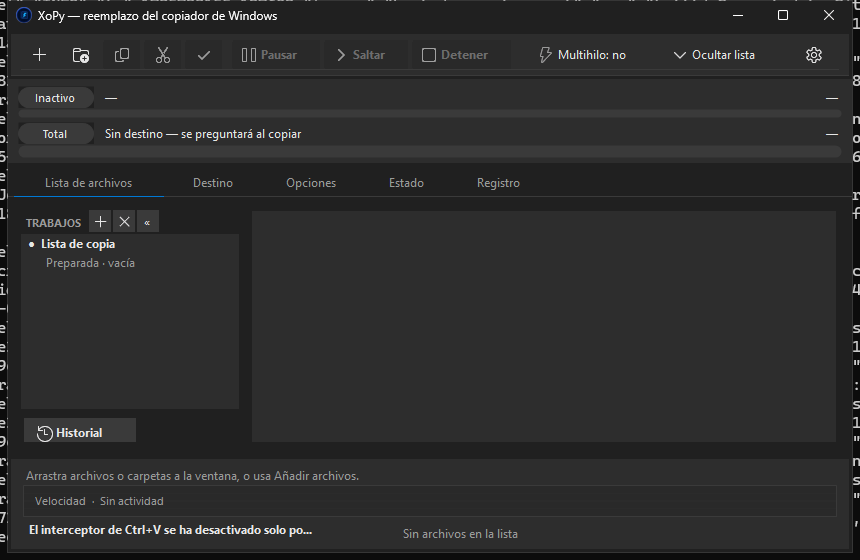 XoPy — reemplazo del copiador de Windows
Pausar
Saltar
Detener
Multihilo: no
Ocultar lista
Inactivo — —
Total Sin destino — se preguntará al copiar —
Lista de archivos Destino Opciones Estado Registro
TRABAJOS + × «
• Lista de copia
Preparada · vacía
Historial
Arrastra archivos o carpetas a la ventana, o usa Añadir archivos.
Velocidad · Sin actividad
El interceptor de Ctrl+V se ha desactivado solo po...
Sin archivos en la lista